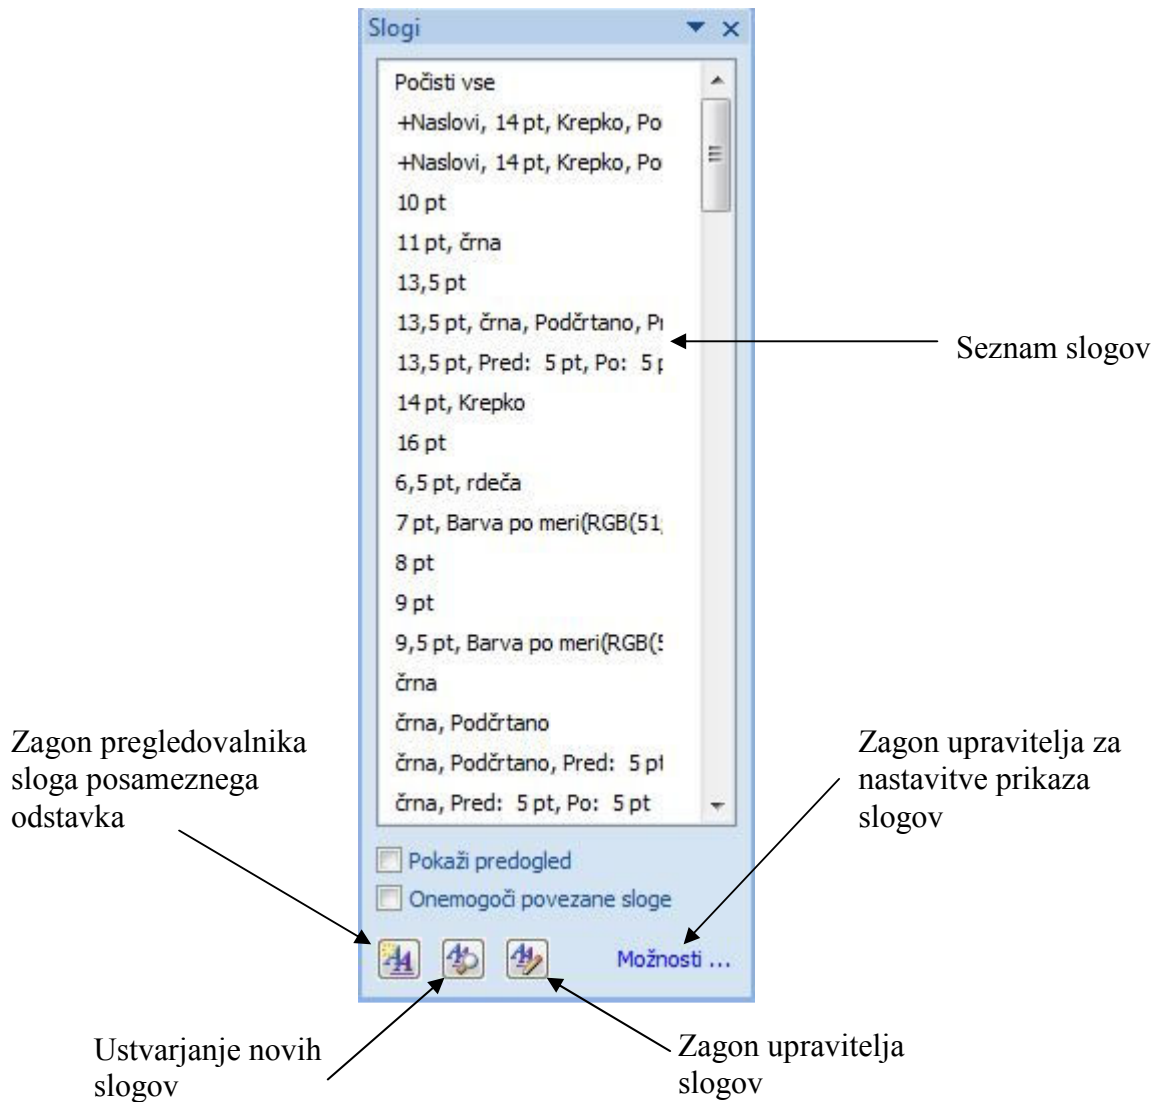 Slogi
Počisti vse
+Naslovi, 14 pt, Krepko, Po
+Naslovi, 14 pt, Krepko, Po
10 pt
11 pt, črna
13,5 pt
13,5 pt, črna, Podčrtano, Pr
13,5 pt, Pred:  5 pt, Po:  5 p
14 pt, Krepko
16 pt
6,5 pt, rdeča
7 pt, Barva po meri(RGB(51;
8 pt
9 pt
9,5 pt, Barva po meri(RGB(5
črna
črna, Podčrtano
črna, Podčrtano, Pred:  5 pt
črna, Pred:  5 pt, Po:  5 pt
Pokaži predogled
Onemogoči povezane sloge
Možnosti ...
Seznam slogov
Zagon pregledovalnika
sloga posameznega
odstavka
Zagon upravitelja za
nastavitve prikaza
slogov
Ustvarjanje novih
slogov
Zagon upravitelja
slogov